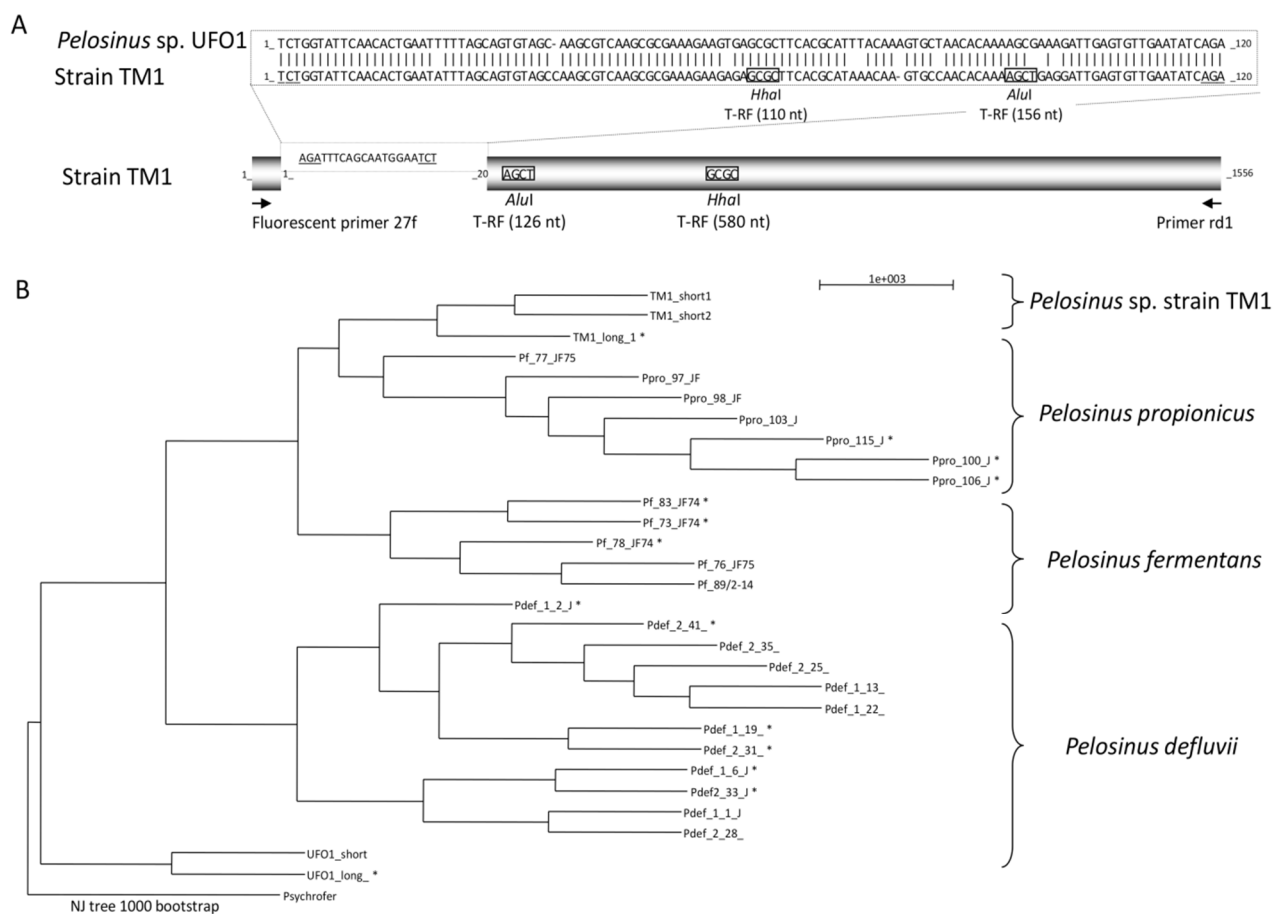 A
Pelosinus sp. UFO1 1_ TCTGGTATTCAACACTGAATTTTTAGCAGTGTAGC- AAGCGTCAAGCGCGAAAGAAGTGAGCGCTTCACGCATTTACAAAGTGCTAACACAAAAGCGAAAGATTGAGTGTTGAATATCAGA _120
Strain TM1 1_ TCTGGTATTCAACACTGAATATTTAGCAGTGTAGCCAAGCGTCAAGCGCGAAAGAAGAGAGCGCTTCACGCATAAACAA- GTGCCAACACAAAAGCTGAGGATTGAGTGTTGAATATCAGA _120
HhaI AluI
T-RF (110 nt) T-RF (156 nt)
AGATTTCAGCAATGGAATCT
Strain TM1 1_ 1_ _20 AGCT GCGC _1556
AluI HhaI
Fluorescent primer 27f T-RF (126 nt) T-RF (580 nt) Primer rd1
B
1e+003
TM1_short1
Pelosinus sp. strain TM1
TM1_short2
TM1_long_1 *
Pf_77_JF75
Ppro_97_JF
Ppro_98_JF
Pelosinus propionicus
Ppro_103_J
Ppro_115_J *
Ppro_100_J *
Ppro_106_J *
Pf_83_JF74 *
Pf_73_JF74 *
Pf_78_JF74 *
Pelosinus fermentans
Pf_76_JF75
Pf_89/2-14
Pdef_1_2_J *
Pdef_2_41_ *
Pdef_2_35_
Pdef_2_25_
Pdef_1_13_
Pdef_1_22_
Pdef_1_19_ *
Pelosinus defluvii
Pdef_2_31_ *
Pdef_1_6_J *
Pdef2_33_J *
Pdef_1_1_J
Pdef_2_28_
UFO1_short
UFO1_long_ *
Psychrofer
NJ tree 1000 bootstrap